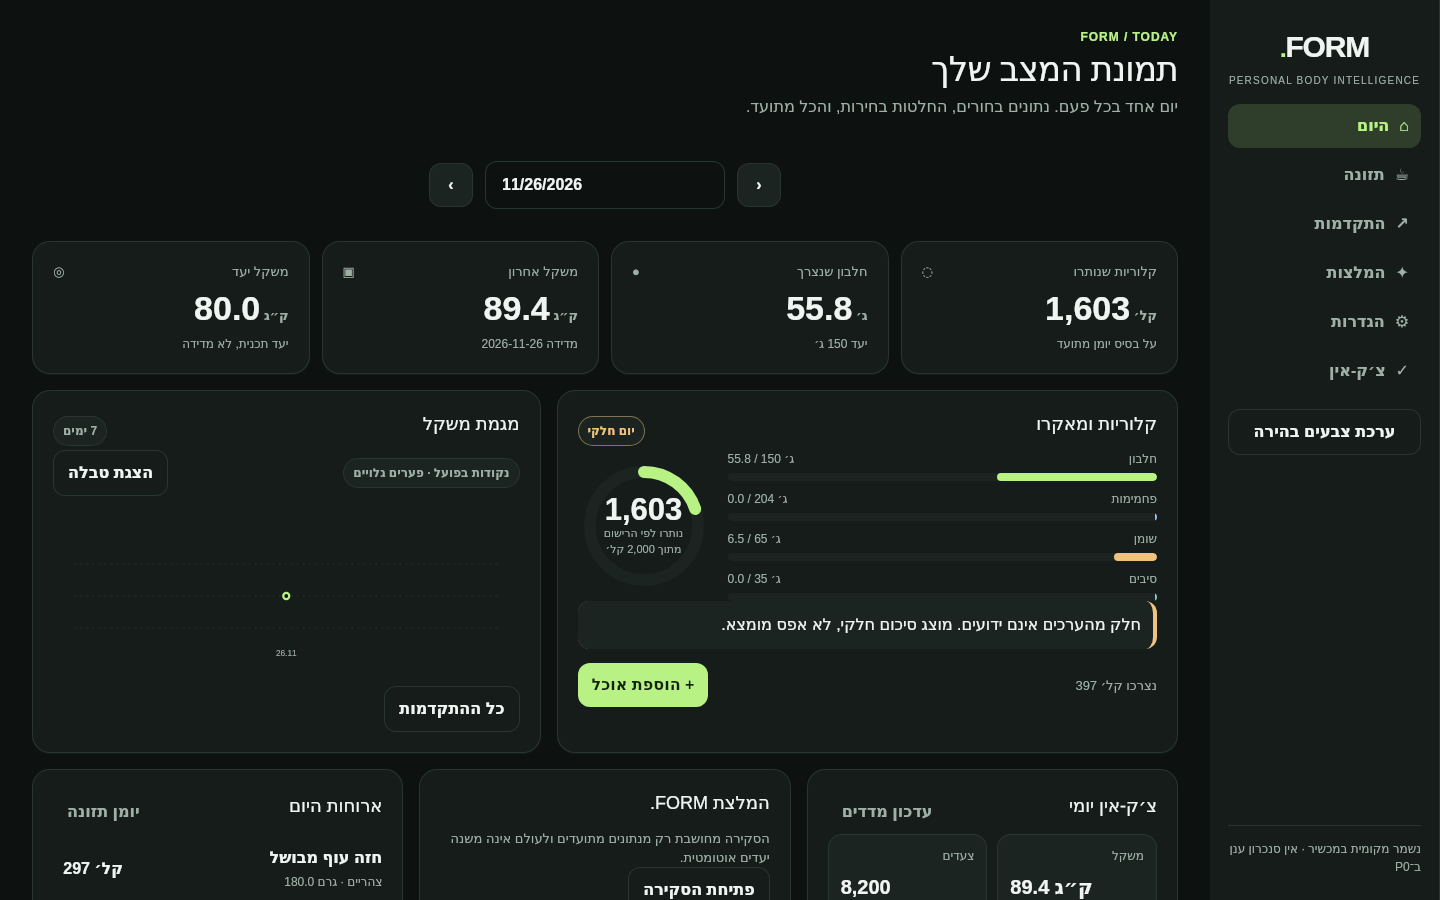 FORM.
PERSONAL BODY INTELLIGENCE
היום
תזונה
התקדמות
המלצות
הגדרות
צ׳ק-אין
ערכת צבעים בהירה
נשמר מקומית במכשיר · אין סנכרון ענן
ב־P0
FORM / TODAY
תמונת המצב שלך
יום אחד בכל פעם. נתונים בחורים, החלטות בחירות, והכל מתועד.
11/26/2026
קלוריות שנותרו
1,603 קל׳
על בסיס יומן מתועד
חלבון שנצרך
55.8 ג׳
יעד 150 ג׳
משקל אחרון
89.4 ק״ג
מדידה 2026-11-26
משקל יעד
80.0 ק״ג
יעד תכנית, לא מדידה
קלוריות ומאקרו
יום חלקי
חלבון
55.8 / 150 ג׳
פחמימות
0.0 / 204 ג׳
שומן
6.5 / 65 ג׳
סיבים
0.0 / 35 ג׳
1,603
נותרו לפי הרישום
מתוך 2,000 קל׳
חלק מהערכים אינם ידועים. מוצג סיכום חלקי, לא אפס מומצא.
נצרכו קל׳ 397
+ הוספת אוכל
מגמת משקל
7 ימים
נקודות בפועל · פערים גלויים
הצגת טבלה
26.11
כל ההתקדמות
צ׳ק-אין יומי
עדכון מדדים
משקל
89.4 ק״ג
צעדים
8,200
המלצת FORM.
הסקירה מחושבת רק מנתונים מתועדים ולעולם אינה משנה
יעדים אוטומטית.
פתיחת הסקירה
ארוחות היום
יומן תזונה
חזה עוף מבושל
צהריים · גרם 180.0
297 קל׳